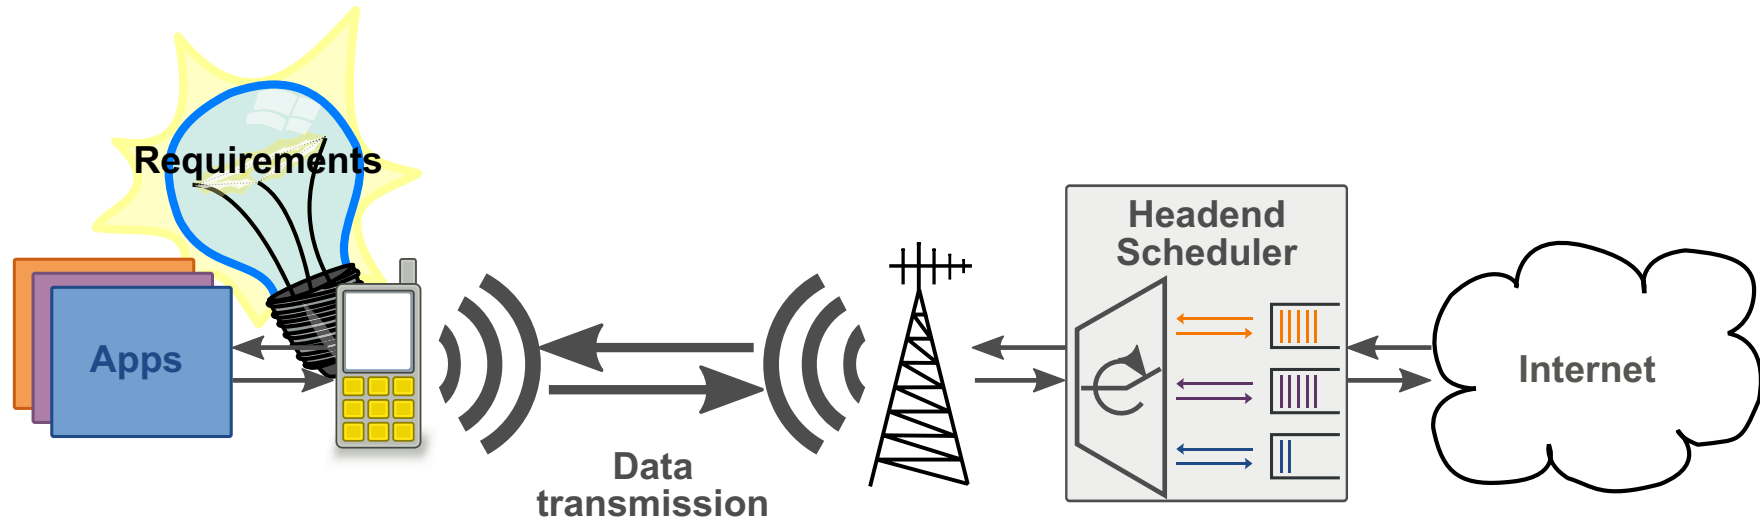 Requirements
Apps
Data
transmission
Headend
Scheduler
Internet